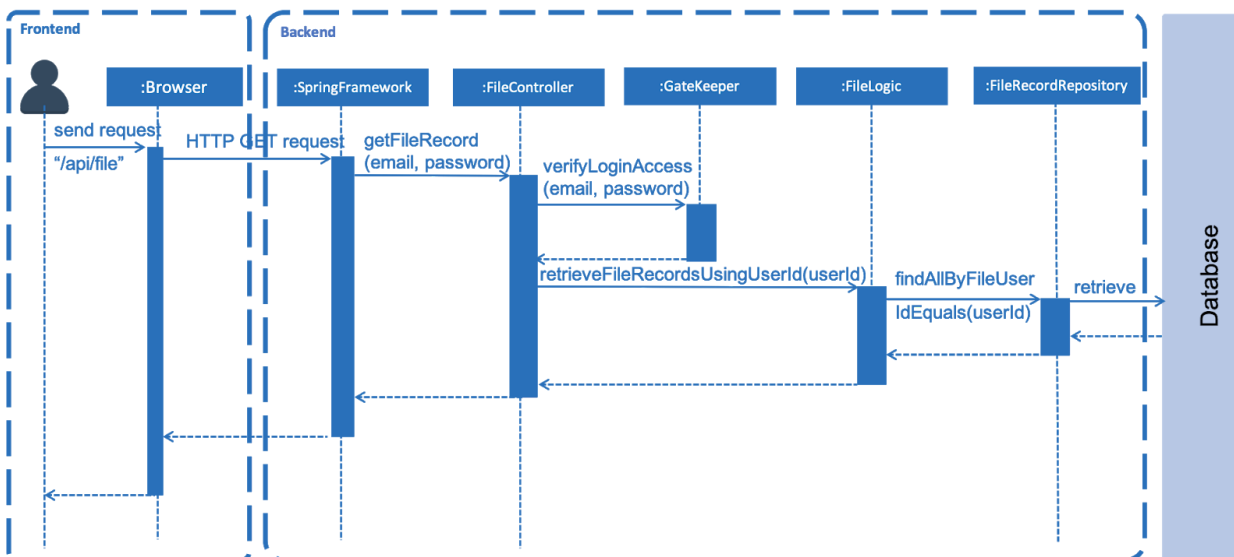 Frontend
Backend
:Browser
:SpringFramework
:FileController
:GateKeeper
:FileLogic
:FileRecordRepository
send request
“/api/file”
HTTP GET request
getFileRecord
(email, password)
verifyLoginAccess
(email, password)
retrieveFileRecordsUsingUserId(userId)
findAllByFileUser
IdEquals(userId)
retrieve
Database